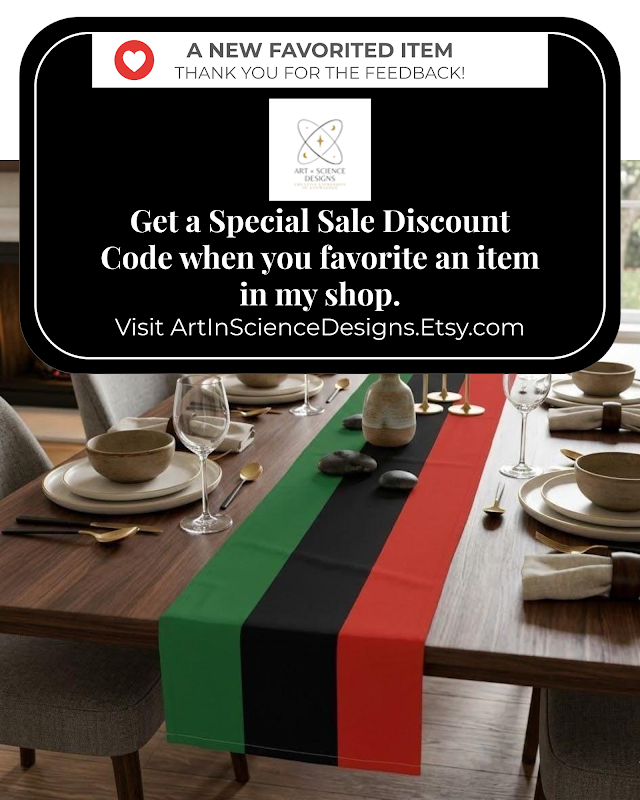 A NEW FAVORITED ITEM
THANK YOU FOR THE FEEDBACK!
ART + SCIENCE
DESIGNS
Get a Special Sale Discount
Code when you favorite an item
in my shop.
Visit ArtInScienceDesigns.Etsy.com